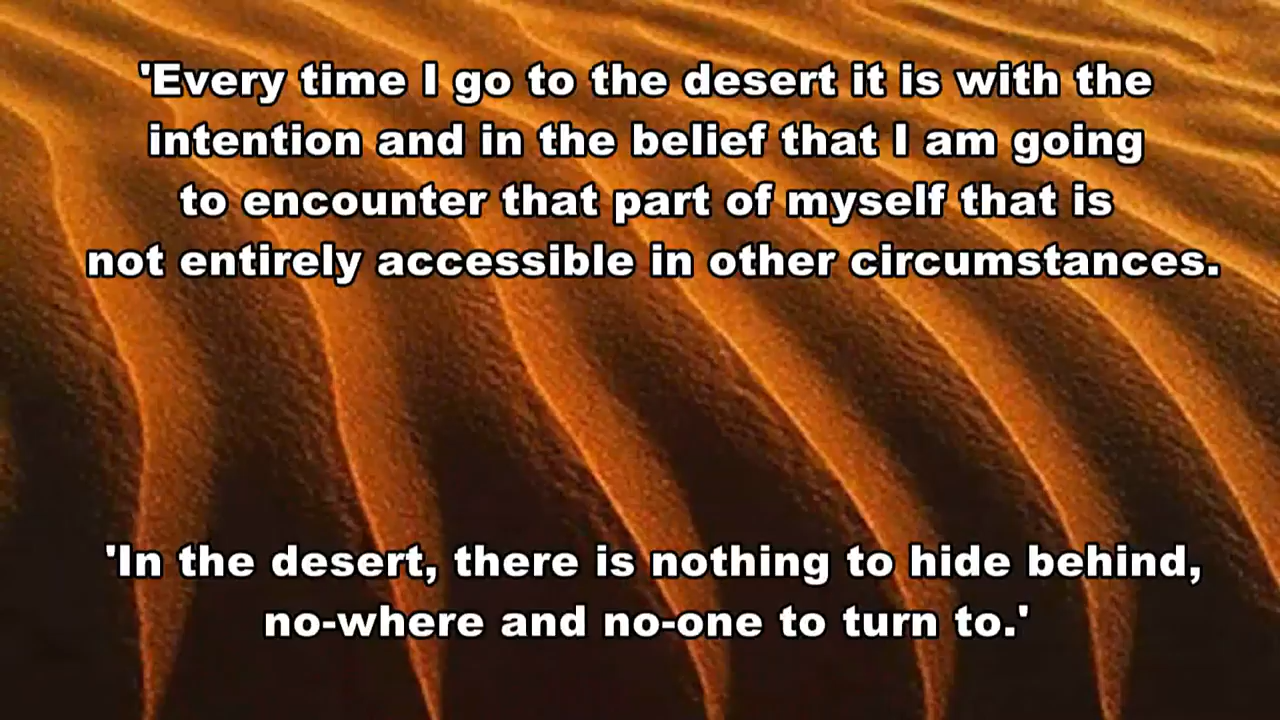 'Every time I go to the desert it is with the
intention and in the belief that I am going
to encounter that part of myself that is
not entirely accessible in other circumstances.
'In the desert, there is nothing to hide behind,
no-where and no-one to turn to.'